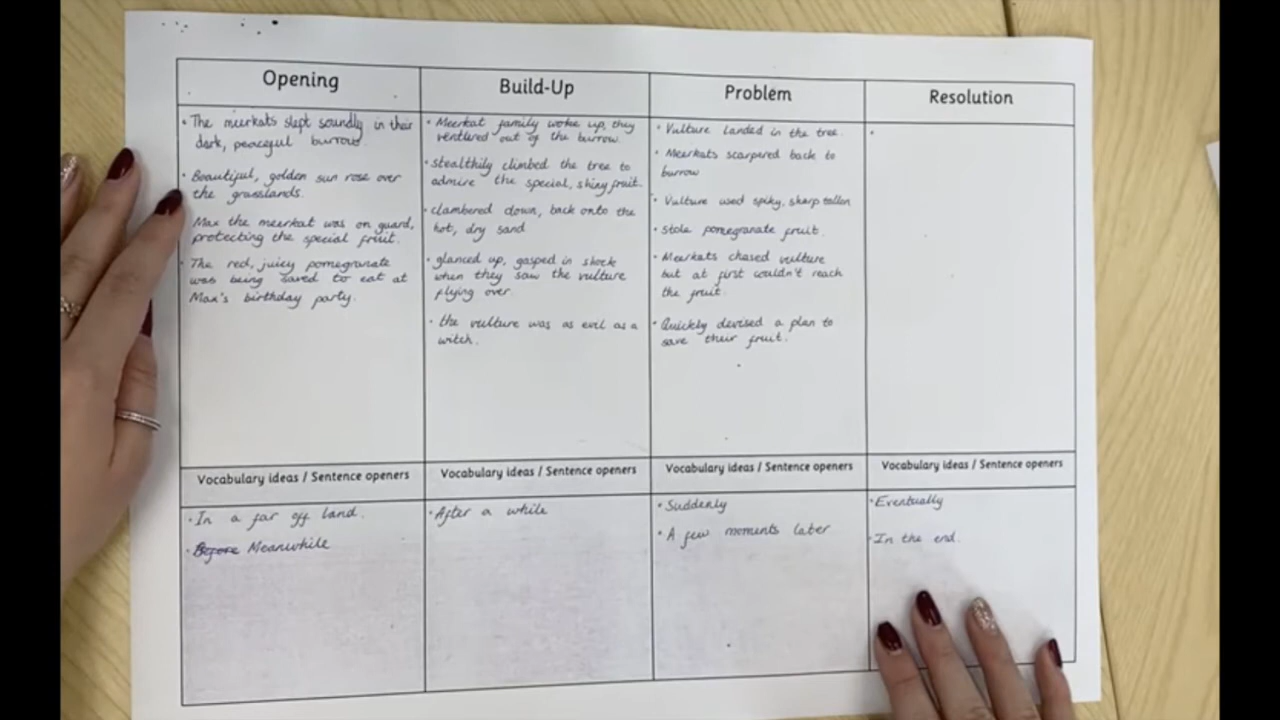 Opening
• The meerkats slept soundly in their
dark, peaceful burrow.
• Beautiful, golden sun rose over
the grasslands.
Max the meerkat was on guard,
protecting the special fruit.
• The red, juicy pomegranate
was being saved to eat at
Max's birthday party.
Build-Up
• Meerkat family woke up, they
ventured out of the burrow.
• stealthily climbed the tree to
admire the special, shiny fruit.
• clambered down, back onto the
hot, dry sand
• glanced up, gasped in shock
when they saw the vulture
flying over.
• the vulture was as evil as a
witch.
Problem
• Vulture landed in the tree.
• Meerkats scarpered back to
burrow
• Vulture used spiky, sharp tallon
• Stole pomegranate fruit.
• Meerkats chased vulture
but at first couldn't reach
the fruit.
• Quickly devised a plan to
save their fruit.
Resolution
•
Vocabulary ideas / Sentence openers
• In a far off land.
• Before Meanwhile
Vocabulary ideas / Sentence openers
• After a while
Vocabulary ideas / Sentence openers
• Suddenly
• A few moments later
Vocabulary ideas / Sentence openers
• Eventually
• In the end.